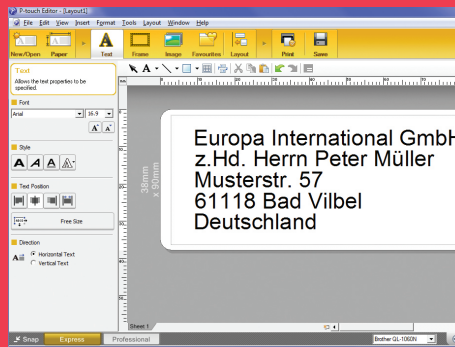 P-touch Editor - [Layout1]
File Edit View Insert Format Tools Layout Window Help
New/Open Paper Text Frame Image Favourites Layout Print Save
Text
Allows the text properties to be
specified.
Font
Arial 16.9
A A
Style
A A A A
Text Position
Free Size
Direction
Horizontal Text
Vertical Text
38mm
x 90mm
Europa International GmbH
z.Hd. Herrn Peter Müller
Musterstr. 57
61118 Bad Vilbel
Deutschland
Sheet 1
Snap Express Professional
Brother QL-1060N